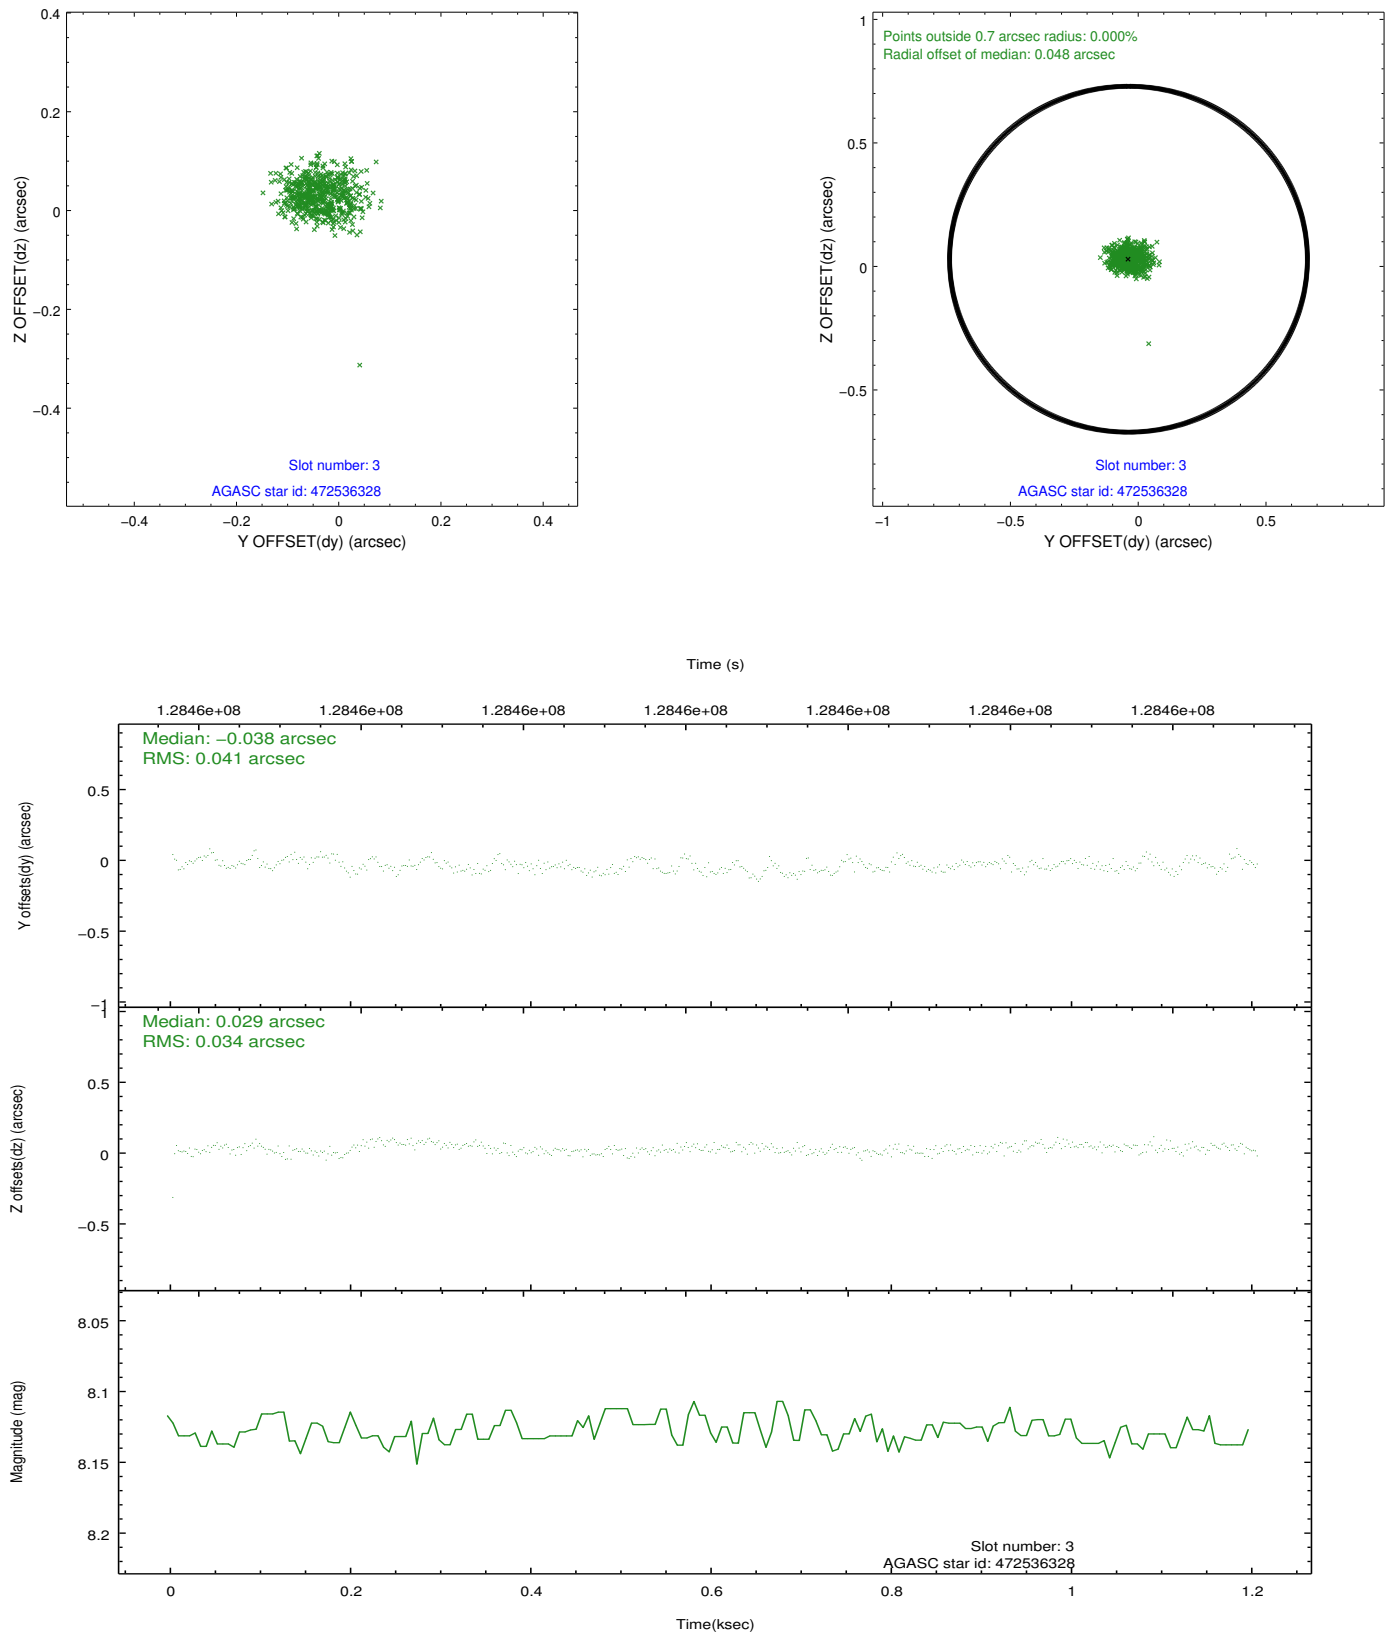 0.4
0.2
0
−0.2
−0.4
Z OFFSET(dz) (arcsec)
Slot number: 3
AGASC star id: 472536328
−0.4 −0.2 0 0.2 0.4
Y OFFSET(dy) (arcsec)
Points outside 0.7 arcsec radius: 0.000%
Radial offset of median: 0.048 arcsec
1
0.5
0
−0.5
Z OFFSET(dz) (arcsec)
Slot number: 3
AGASC star id: 472536328
−1 −0.5 0 0.5
Y OFFSET(dy) (arcsec)
Time (s)
1.2846e+08 1.2846e+08 1.2846e+08 1.2846e+08 1.2846e+08 1.2846e+08 1.2846e+08
Median: −0.038 arcsec
RMS: 0.041 arcsec
0.5
0
−0.5
−1
Y offsets(dy) (arcsec)
1
Median: 0.029 arcsec
RMS: 0.034 arcsec
0.5
0
−0.5
Z offsets(dz) (arcsec)
8.05
8.1
8.15
8.2
Magnitude (mag)
Slot number: 3
AGASC star id: 472536328
0 0.2 0.4 0.6 0.8 1 1.2
Time(ksec)